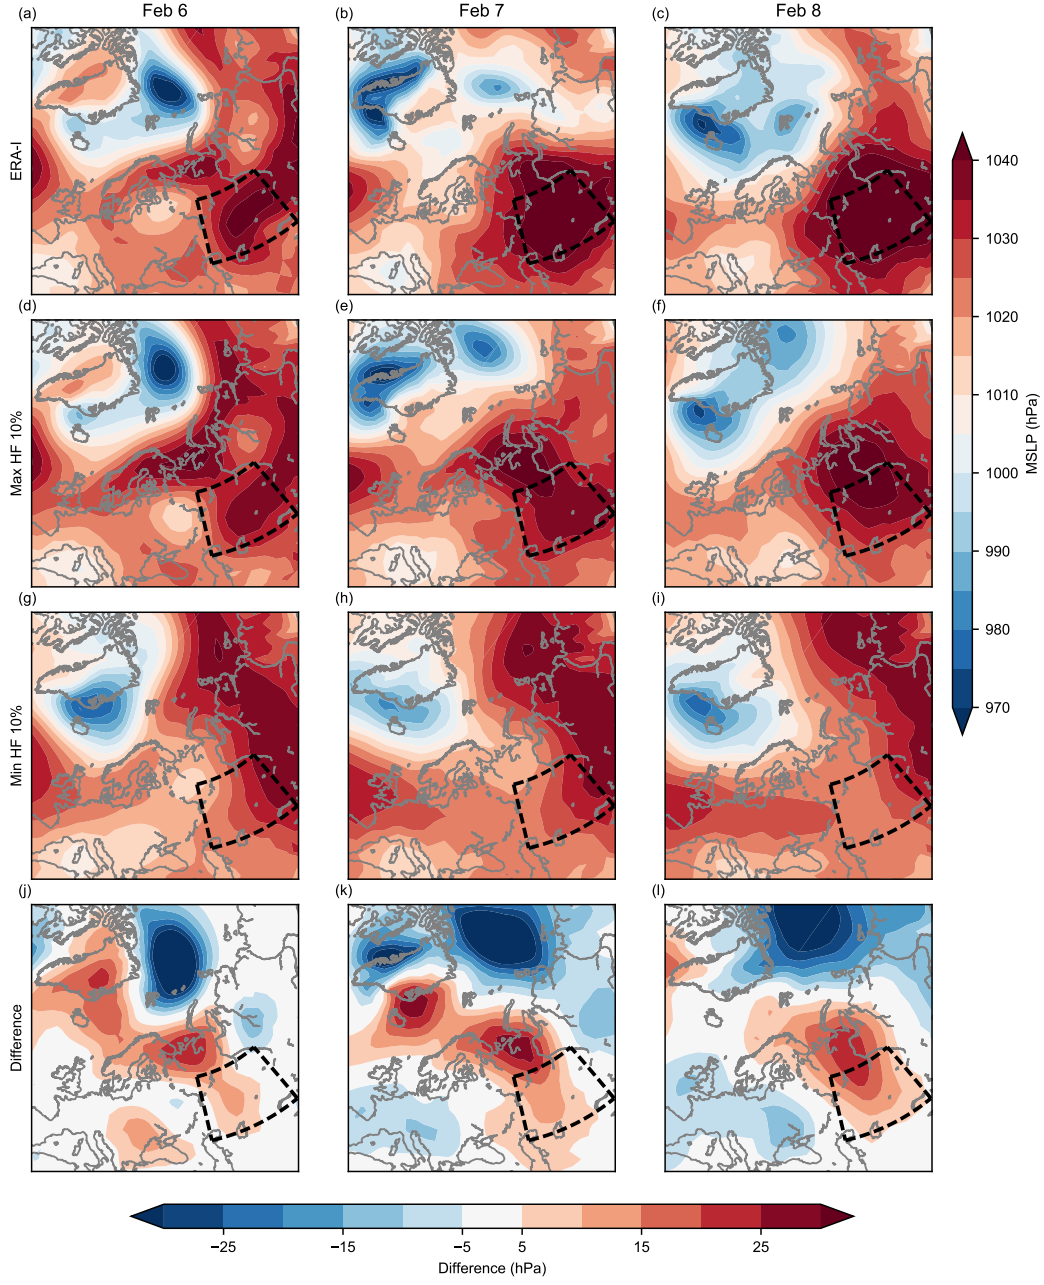 Feb 6
Feb 7
Feb 8
(a)
(b)
(c)
ERA-I
(d)
(e)
(f)
Max HF 10%
(g)
(h)
(i)
Min HF 10%
(j)
(k)
(l)
Difference
1040
1030
1020
1010
1000
990
980
970
MSLP (hPa)
−25
−15
−5
5
15
25
Difference (hPa)